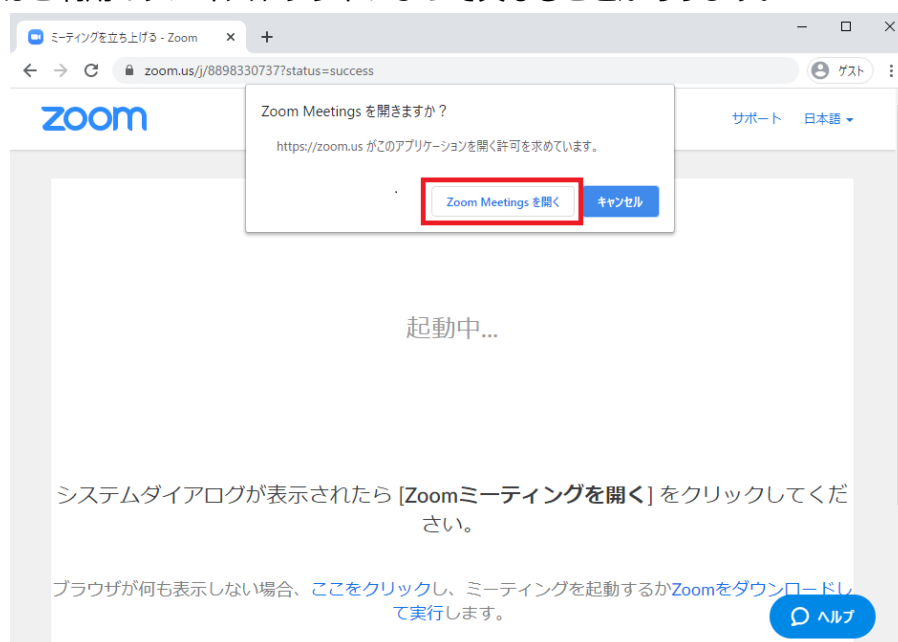 ミーティングを立ち上げる - Zoom
zoom.us/j/8898330737?status=success
ゲスト
zoom
サポート 日本語
Zoom Meetings を開きますか？
https://zoom.us がこのアプリケーションを開く許可を求めています。
Zoom Meetings を開く キャンセル
起動中...
システムダイアログが表示されたら [Zoomミーティングを開く] をクリックしてくだ
さい。
ブラウザが何も表示しない場合、ここをクリックし、ミーティングを起動するかZoomをダウンロードし
て実行します。
ヘルプ